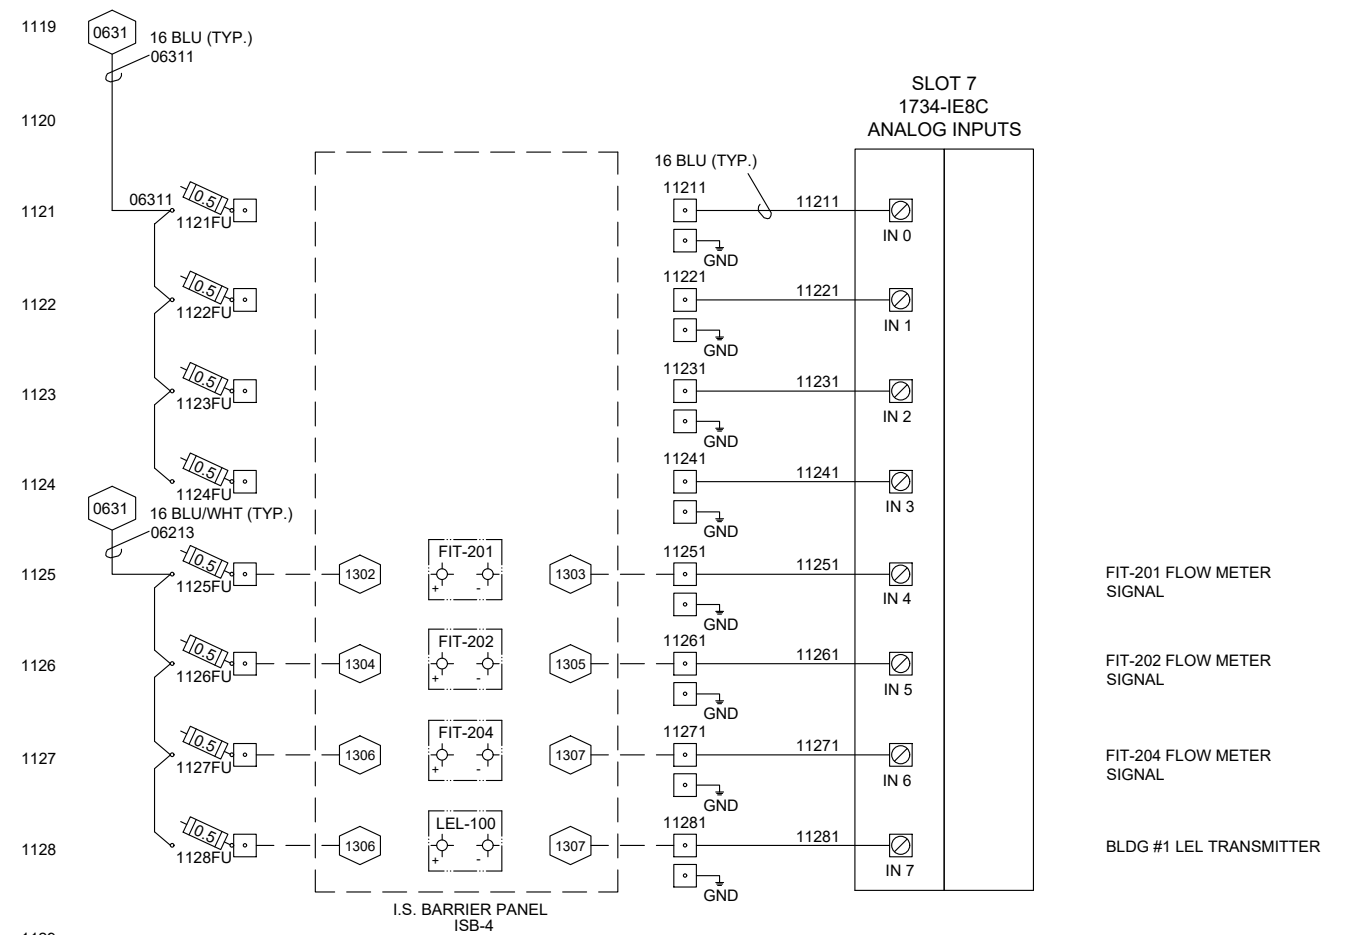 1119
0631
16 BLU (TYP.)
06311
SLOT 7
1734-IE8C
ANALOG INPUTS
1120
16 BLU (TYP.)
1121
06311
0.5
1121FU
11211
11211
IN 0
GND
1122
0.5
1122FU
11221
11221
IN 1
GND
1123
0.5
1123FU
11231
11231
IN 2
GND
1124
0.5
1124FU
11241
11241
IN 3
GND
0631
16 BLU/WHT (TYP.)
06213
1125
0.5
1125FU
1302
FIT-201
+ -
1303
11251
11251
IN 4
GND
FIT-201 FLOW METER
SIGNAL
1126
0.5
1126FU
1304
FIT-202
+ -
1305
11261
11261
IN 5
GND
FIT-202 FLOW METER
SIGNAL
1127
0.5
1127FU
1306
FIT-204
+ -
1307
11271
11271
IN 6
GND
FIT-204 FLOW METER
SIGNAL
1128
0.5
1128FU
1306
LEL-100
+ -
1307
11281
11281
IN 7
GND
BLDG #1 LEL TRANSMITTER
I.S. BARRIER PANEL
ISB-4